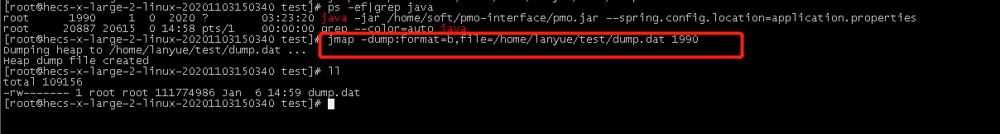 [root@hecs-x-large-2-linux-20201103150340 test]# ps -ef|grep java
root      1990     1  0  2020 ?        03:23:20 java -jar /home/soft/pmo-interface/pmo.jar --spring.config.location=application.properties
root     20887 20615  0 14:58 pts/1    00:00:00 grep --color=auto java
[root@hecs-x-large-2-linux-20201103150340 test]# jmap -dump:format=b,file=/home/lanyue/test/dump.dat 1990
Dumping heap to /home/lanyue/test/dump.dat ...
Heap dump file created
[root@hecs-x-large-2-linux-20201103150340 test]# ll
total 109156
-rw------- 1 root root 111774986 Jan  6 14:59 dump.dat
[root@hecs-x-large-2-linux-20201103150340 test]#